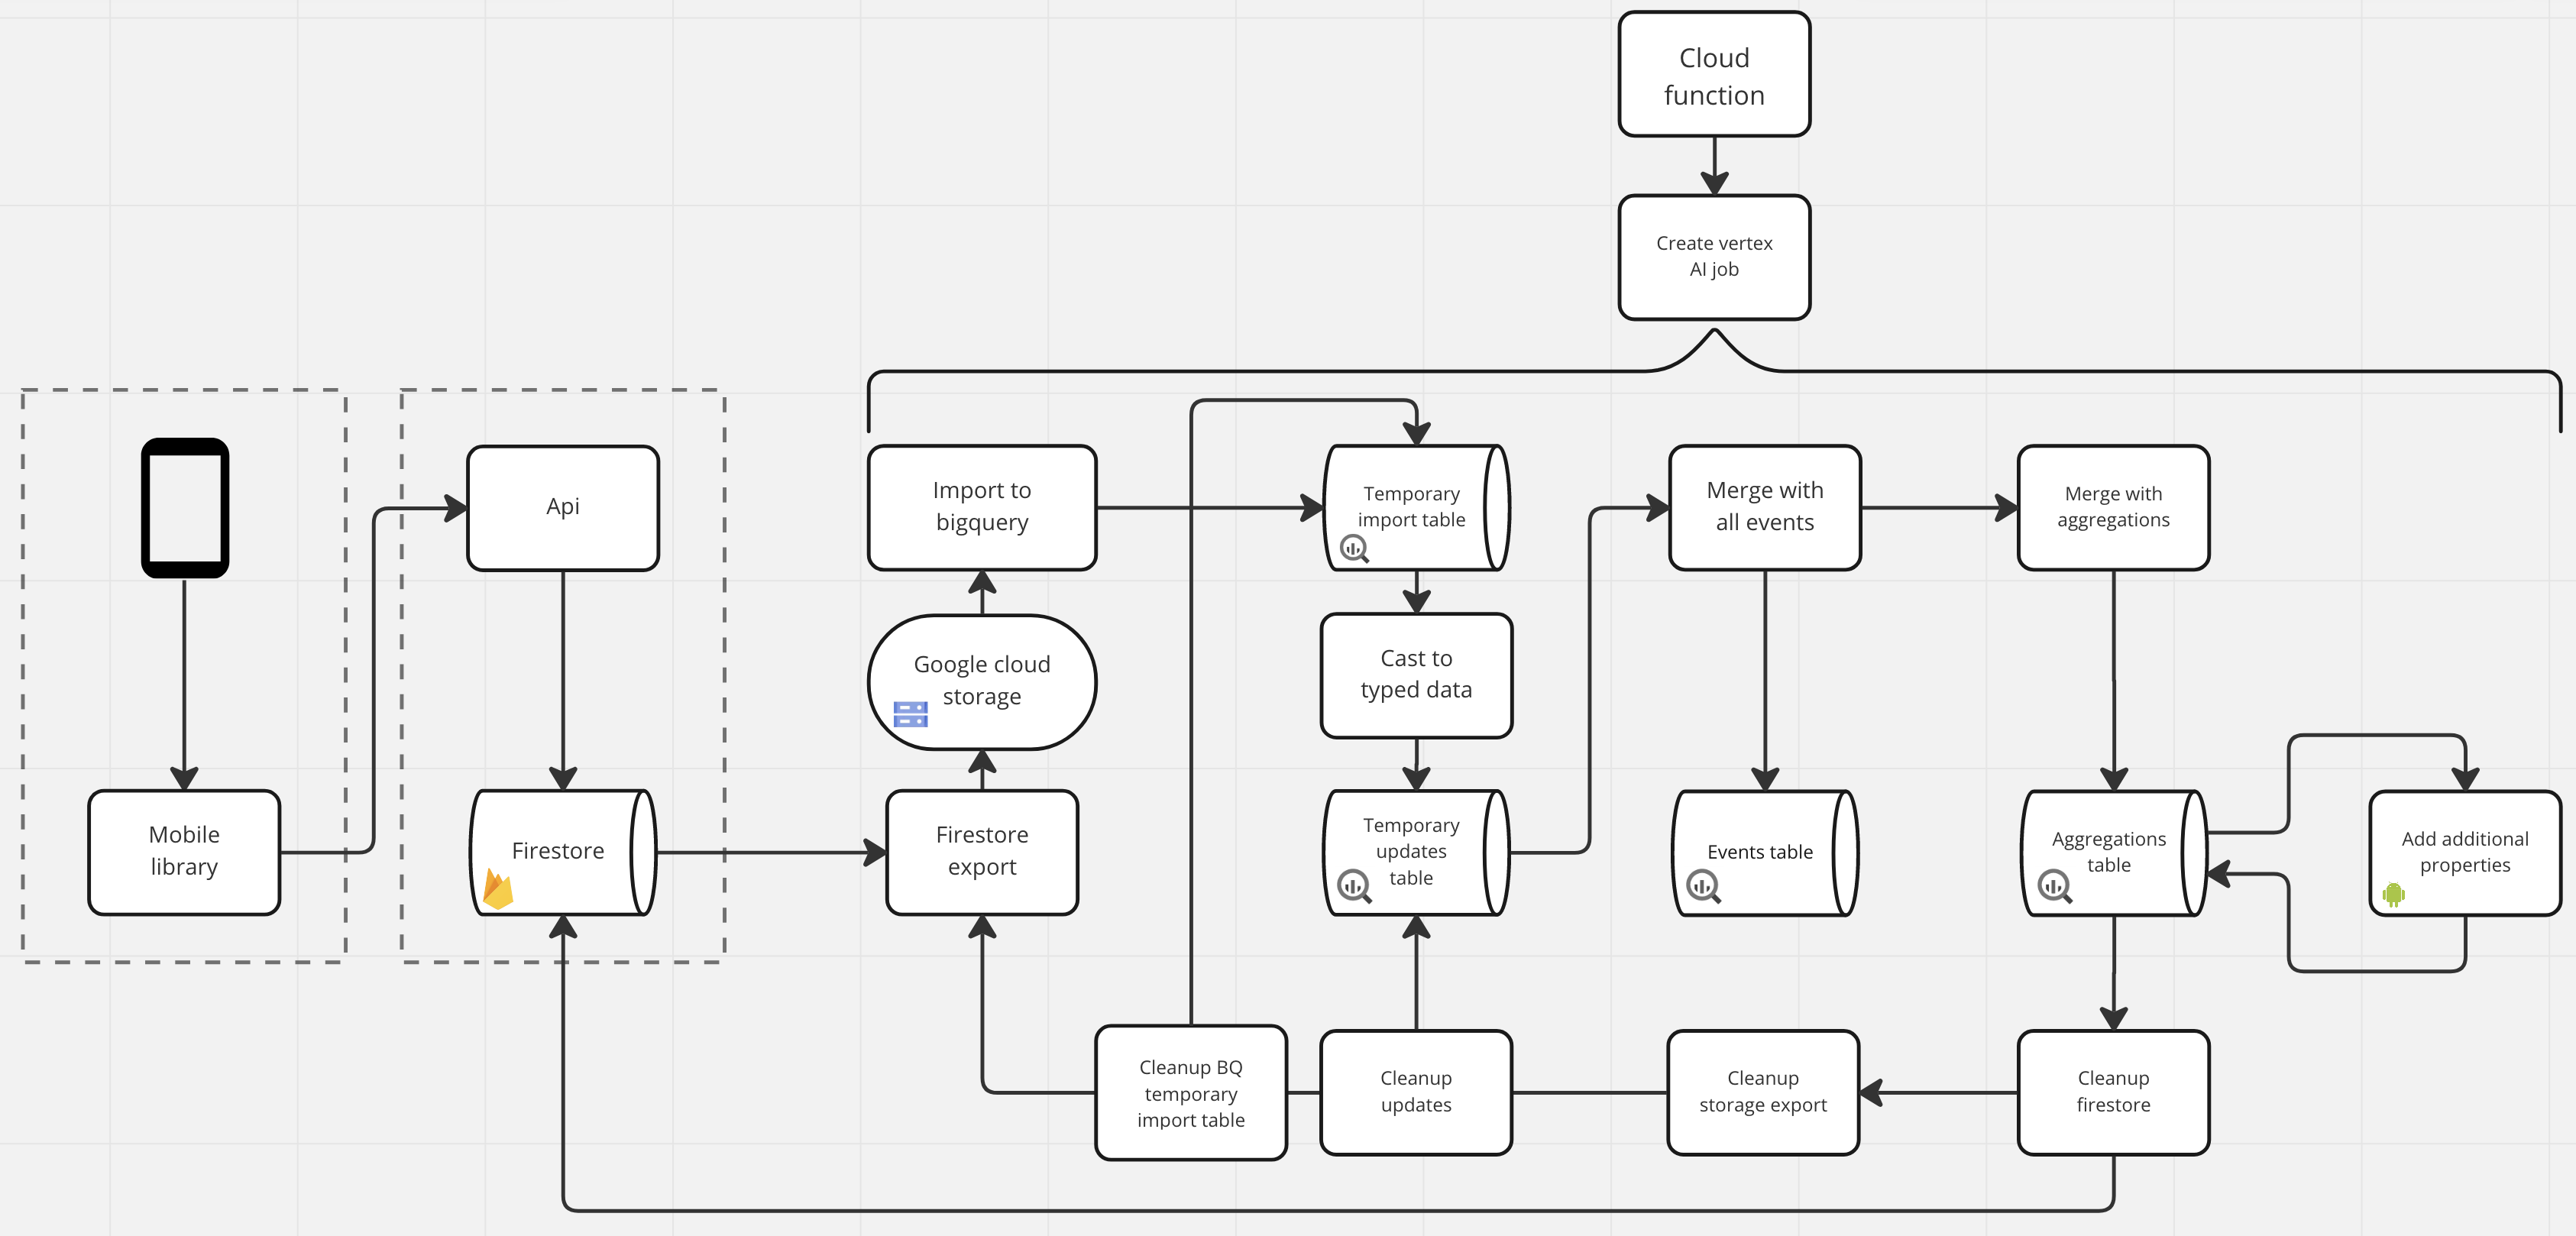 Cloud
function
Create vertex
AI job
Api
Import to
bigquery
Temporary
import table
Merge with
all events
Merge with
aggregations
Google cloud
storage
Cast to
typed data
Mobile
library
Firestore
Firestore
export
Temporary
updates
table
Events table
Aggregations
table
Add additional
properties
Cleanup BQ
temporary
import table
Cleanup
updates
Cleanup
storage export
Cleanup
firestore